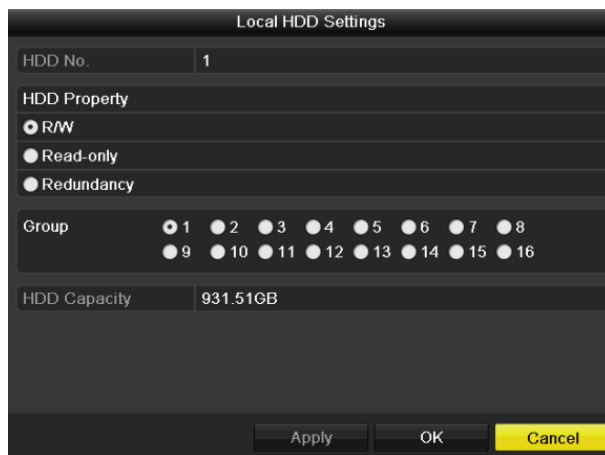 Local HDD Settings
HDD No. 1
HDD Property
R/W
Read-only
Redundancy
Group 1 2 3 4 5 6 7 8
9 10 11 12 13 14 15 16
HDD Capacity 931.51GB
Apply OK Cancel